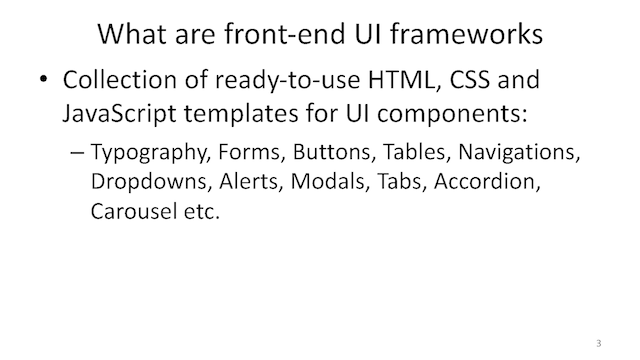 What are front-end UI frameworks
• Collection of ready-to-use HTML, CSS and
JavaScript templates for UI components:
– Typography, Forms, Buttons, Tables, Navigations,
Dropdowns, Alerts, Modals, Tabs, Accordion,
Carousel etc.
3